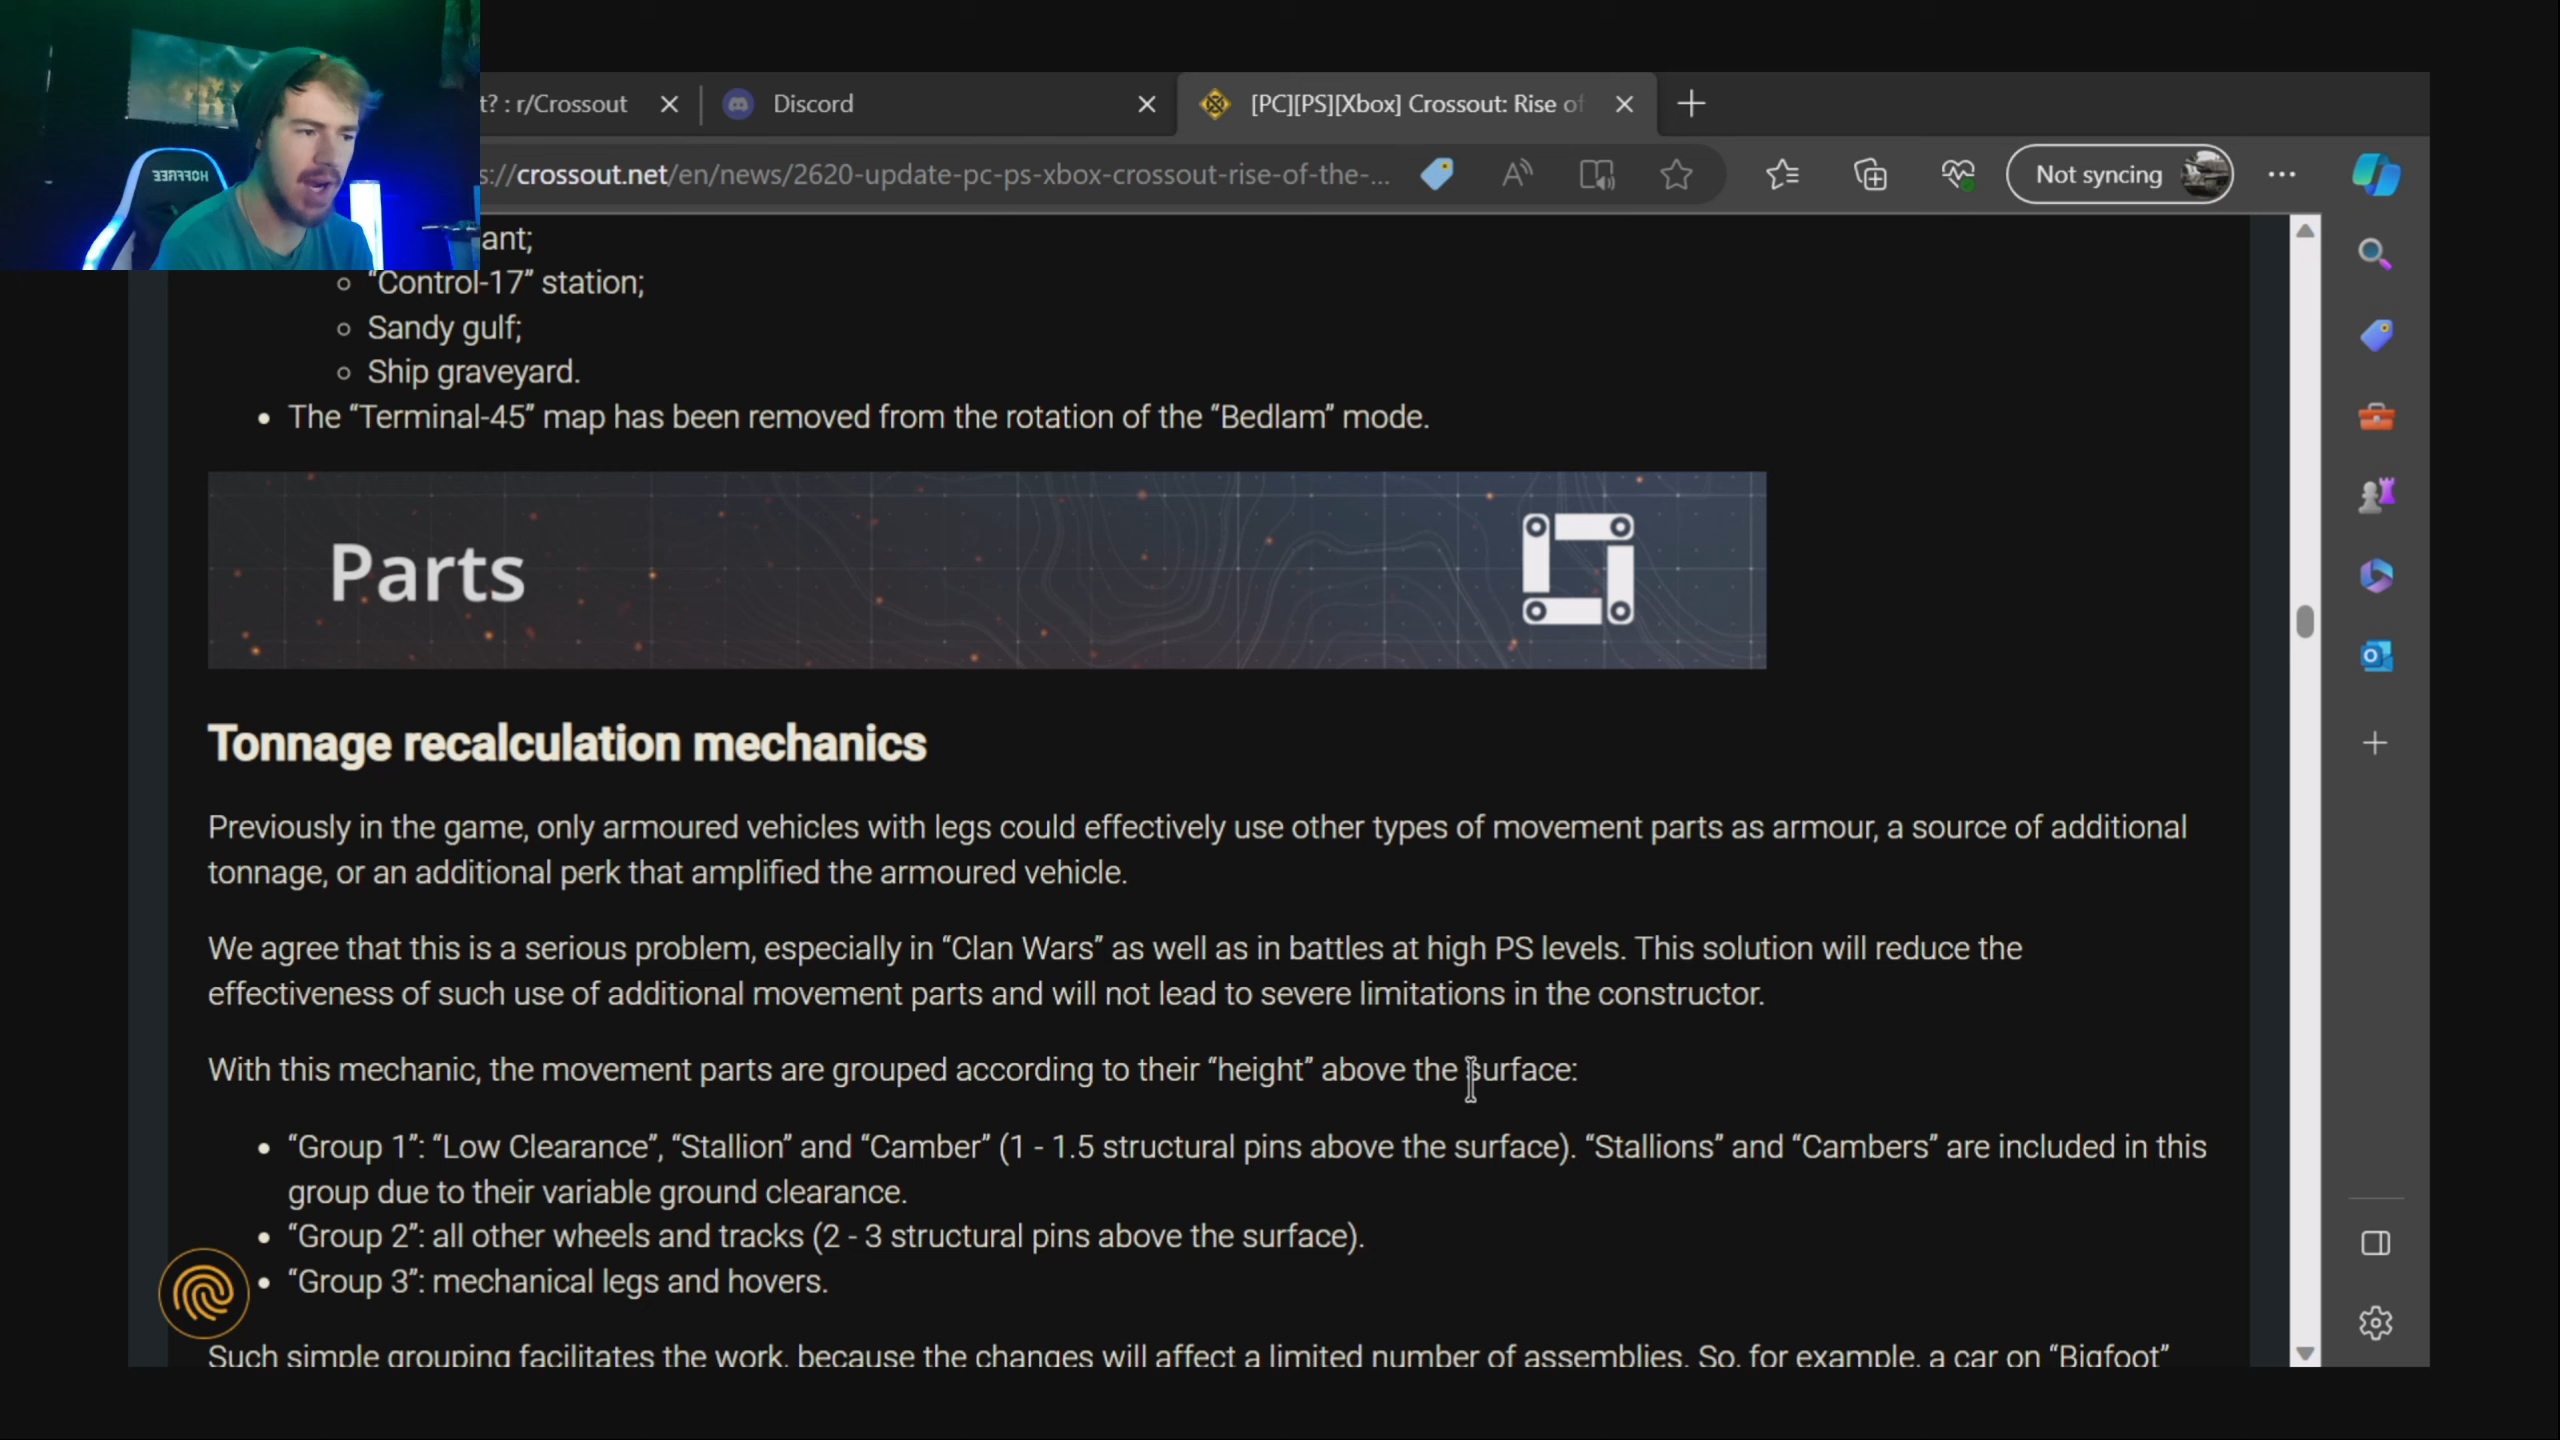 HOFFREE
t? : r/Crossout
Discord
[PC][PS][Xbox] Crossout: Rise of
s://crossout.net/en/news/2620-update-pc-ps-xbox-crossout-rise-of-the-...
Not syncing
ant;
“Control-17” station;
Sandy gulf;
Ship graveyard.
The “Terminal-45” map has been removed from the rotation of the “Bedlam” mode.
Parts
Tonnage recalculation mechanics
Previously in the game, only armoured vehicles with legs could effectively use other types of movement parts as armour, a source of additional
tonnage, or an additional perk that amplified the armoured vehicle.
We agree that this is a serious problem, especially in “Clan Wars” as well as in battles at high PS levels. This solution will reduce the
effectiveness of such use of additional movement parts and will not lead to severe limitations in the constructor.
With this mechanic, the movement parts are grouped according to their “height” above the surface:
“Group 1”: “Low Clearance”, “Stallion” and “Camber” (1 - 1.5 structural pins above the surface). “Stallions” and “Cambers” are included in this
group due to their variable ground clearance.
“Group 2”: all other wheels and tracks (2 - 3 structural pins above the surface).
“Group 3”: mechanical legs and hovers.
Such simple grouping facilitates the work, because the changes will affect a limited number of assemblies. So, for example, a car on “Bigfoot”